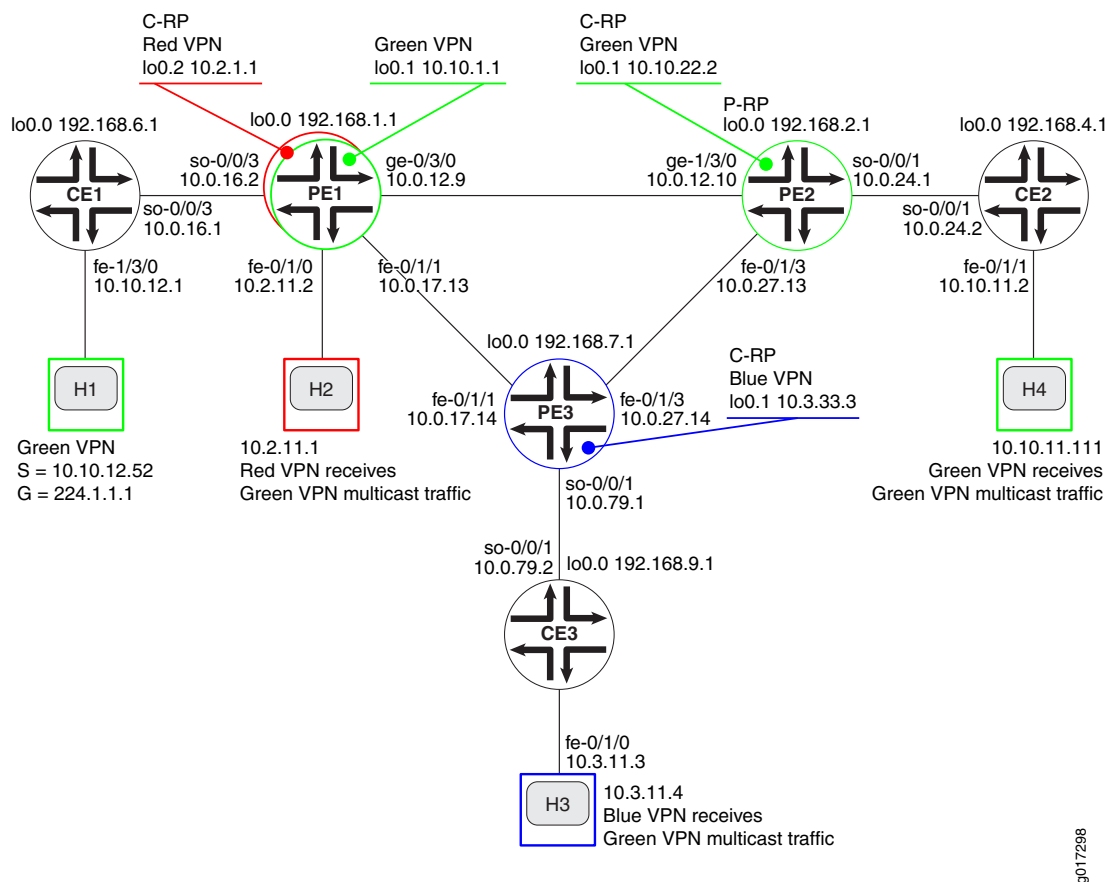 C-RP
Red VPN
lo0.2 10.2.1.1
Green VPN
lo0.1 10.10.1.1
C-RP
Green VPN
lo0.1 10.10.22.2
lo0.0 192.168.6.1
lo0.0 192.168.1.1
P-RP
lo0.0 192.168.2.1
lo0.0 192.168.4.1
so-0/0/3
10.0.16.2
ge-0/3/0
10.0.12.9
ge-1/3/0
10.0.12.10
so-0/0/1
10.0.24.1
CE1
PE1
PE2
CE2
so-0/0/3
10.0.16.1
so-0/0/1
10.0.24.2
fe-1/3/0
10.10.12.1
fe-0/1/0
10.2.11.2
fe-0/1/1
10.0.17.13
fe-0/1/3
10.0.27.13
fe-0/1/1
10.10.11.2
lo0.0 192.168.7.1
C-RP
Blue VPN
lo0.1 10.3.33.3
H1
H2
H4
fe-0/1/1
10.0.17.14
PE3
fe-0/1/3
10.0.27.14
Green VPN
S = 10.10.12.52
G = 224.1.1.1
10.2.11.1
Red VPN receives
Green VPN multicast traffic
10.10.11.111
Green VPN receives
Green VPN multicast traffic
so-0/0/1
10.0.79.1
so-0/0/1
10.0.79.2
lo0.0 192.168.9.1
CE3
fe-0/1/0
10.3.11.3
H3
10.3.11.4
Blue VPN receives
Green VPN multicast traffic
g017298